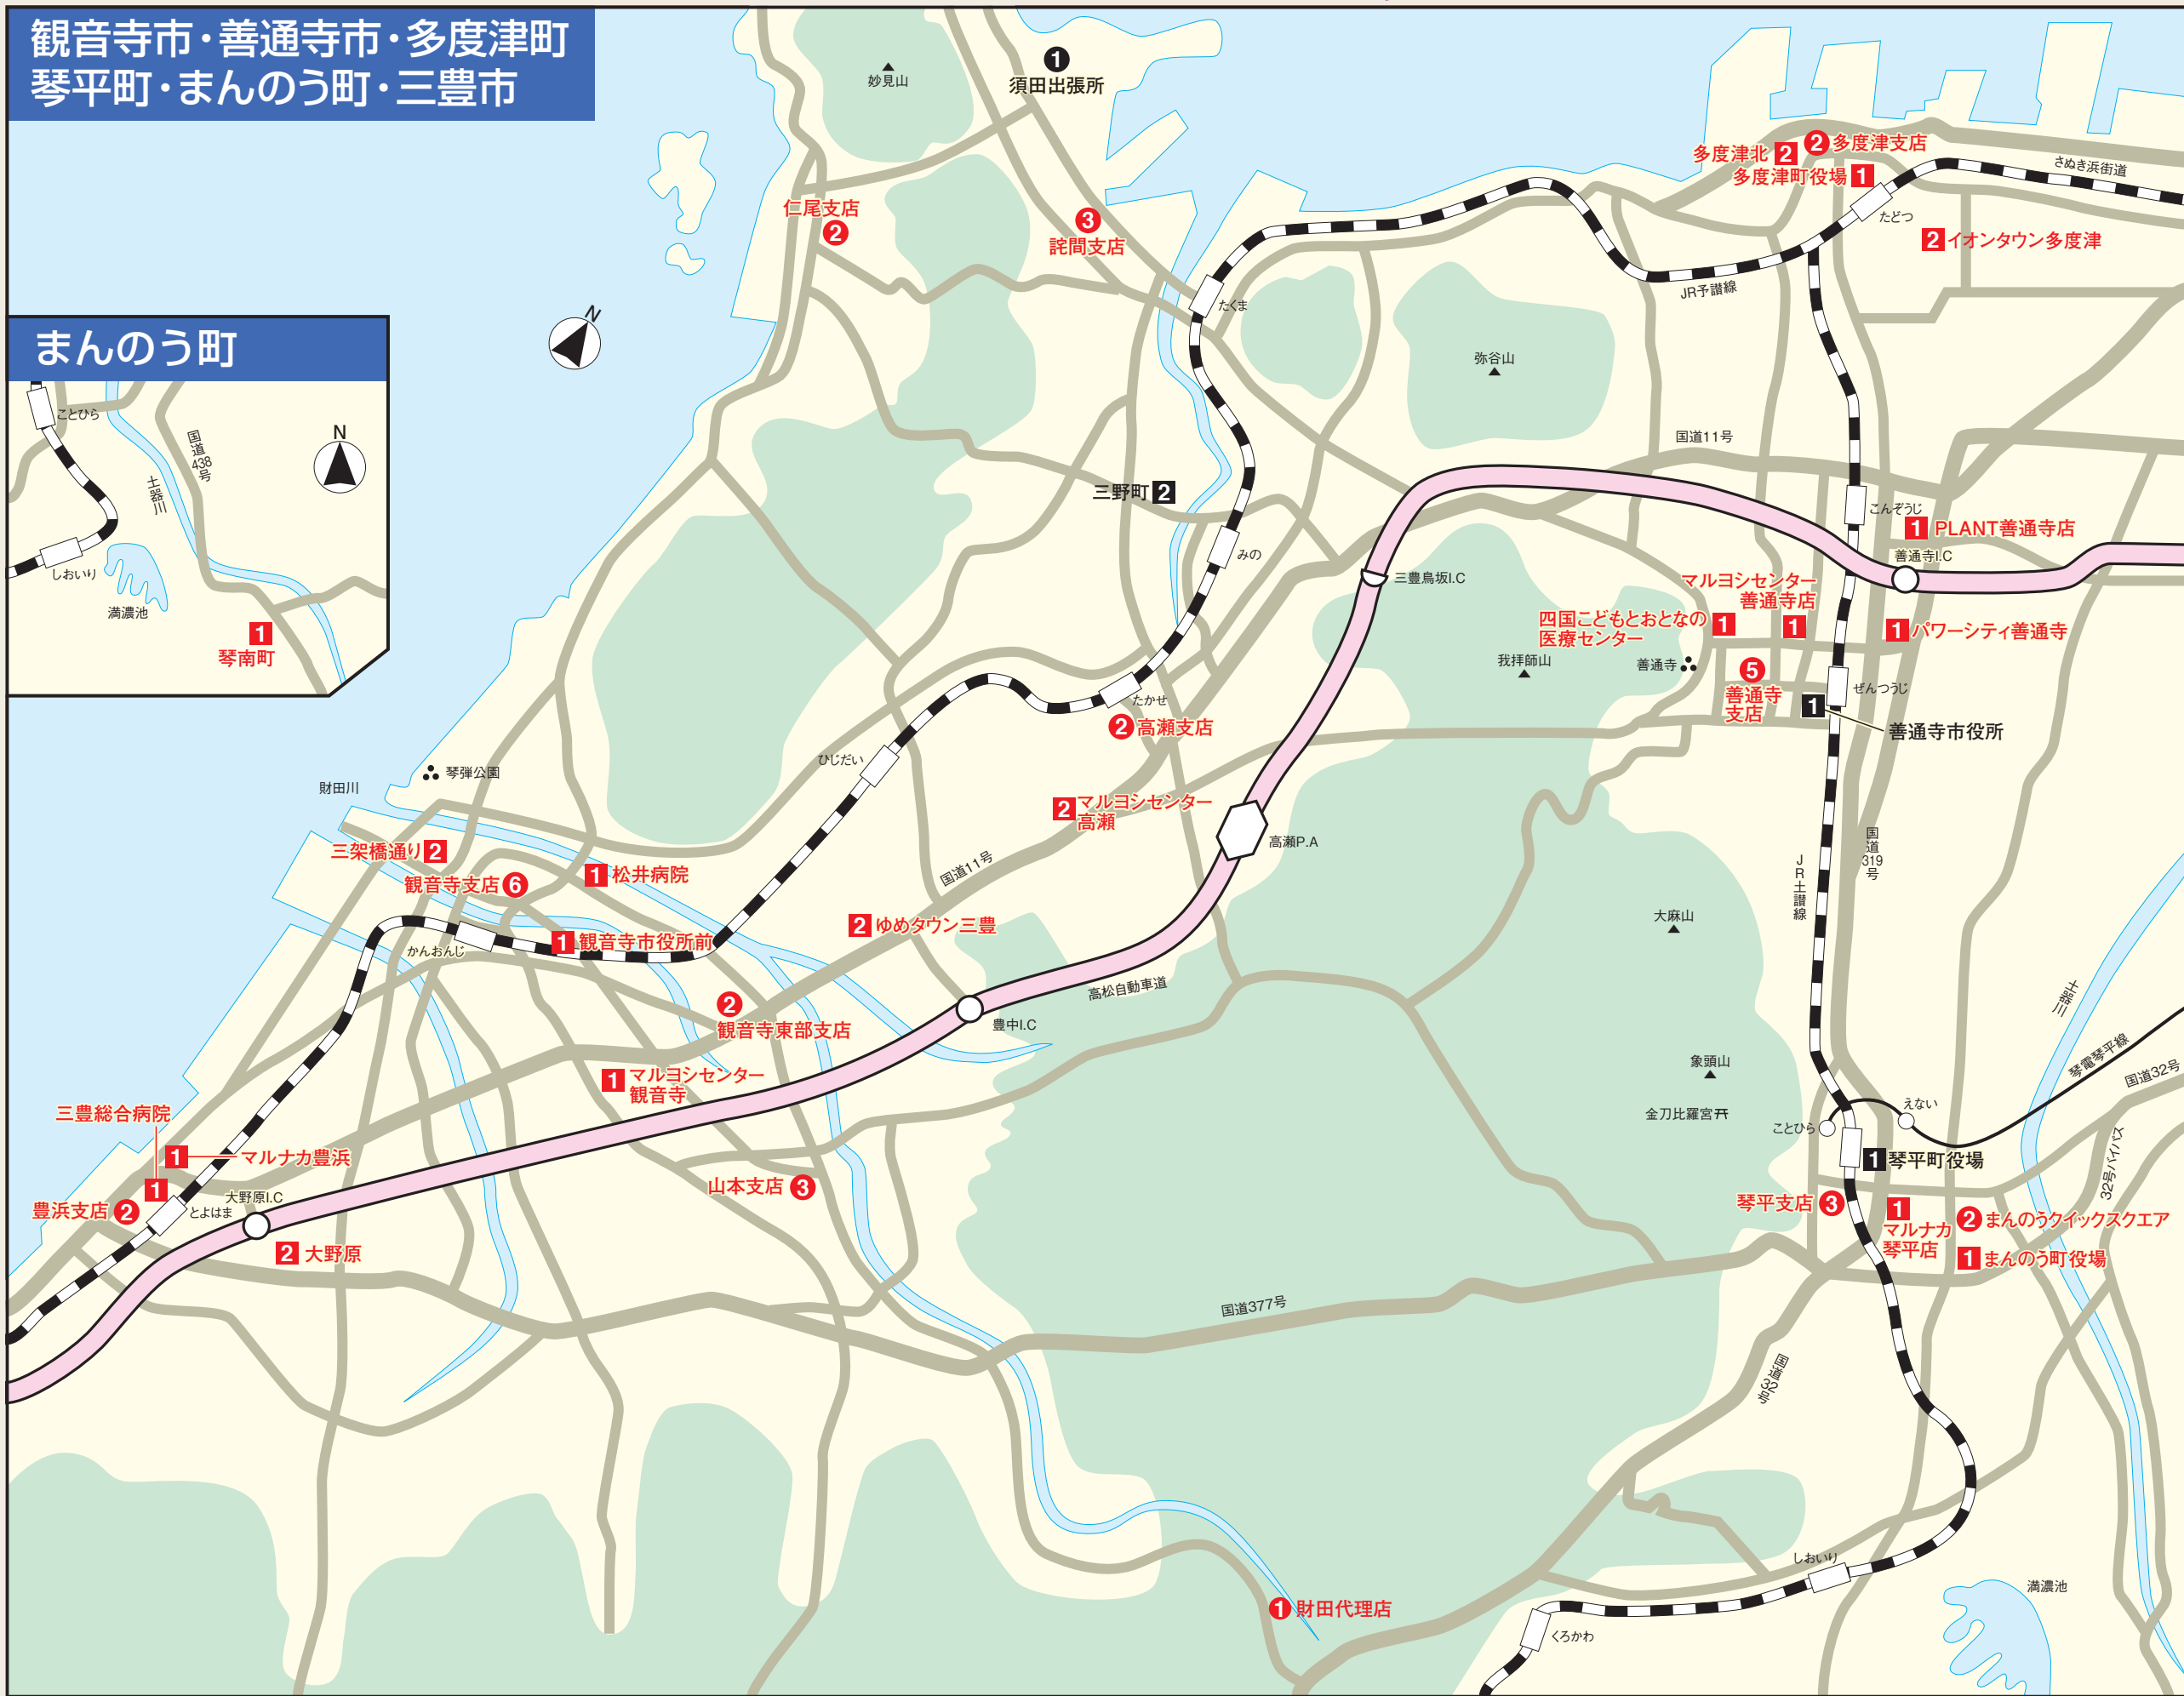 観音寺市・善通寺市・多度津町
琴平町・まんのう町・三豊市
妙見山
1
須田出張所
多度津北 2
2 多度津支店
多度津町役場 1
さぬき浜街道
たどつ
2 イオンタウン多度津
仁尾支店
2
3
詫間支店
たくま
JR予讃線
N
弥谷山
国道11号
まんのう町
ことひら
国道438号
土器川
N
しおいり
満濃池
1
琴南町
三野町 2
みの
三豊鳥坂I.C
こんぞうじ
1 PLANT善通寺店
善通寺I.C
マルヨシセンター
善通寺店
1
四国こどもとおとなの
医療センター
1
1 パワーシティ善通寺
我拝師山
善通寺
5
善通寺
支店
ぜんつうじ
1
善通寺市役所
たかせ
2 高瀬支店
ひじだい
琴弾公園
財田川
2 マルヨシセンター
高瀬
高瀬P.A
国道319号
JR土讃線
三架橋通り 2
観音寺支店 6
1 松井病院
国道11号
2 ゆめタウン三豊
大麻山
かんおんじ
1 観音寺市役所前
高松自動車道
2
観音寺東部支店
豊中I.C
土器川
1 マルヨシセンター
観音寺
象頭山
金刀比羅宮
琴電琴平線
国道32号
えない
ことひら
三豊総合病院
1
マルナカ豊浜
1
豊浜支店 2
とよはま
大野原I.C
2 大野原
山本支店 3
1 琴平町役場
32号バイパス
琴平支店 3
1
マルナカ
琴平店
2 まんのうクイックスクエア
1 まんのう町役場
国道377号
国道32号
しおいり
満濃池
1 財田代理店
くろかわ